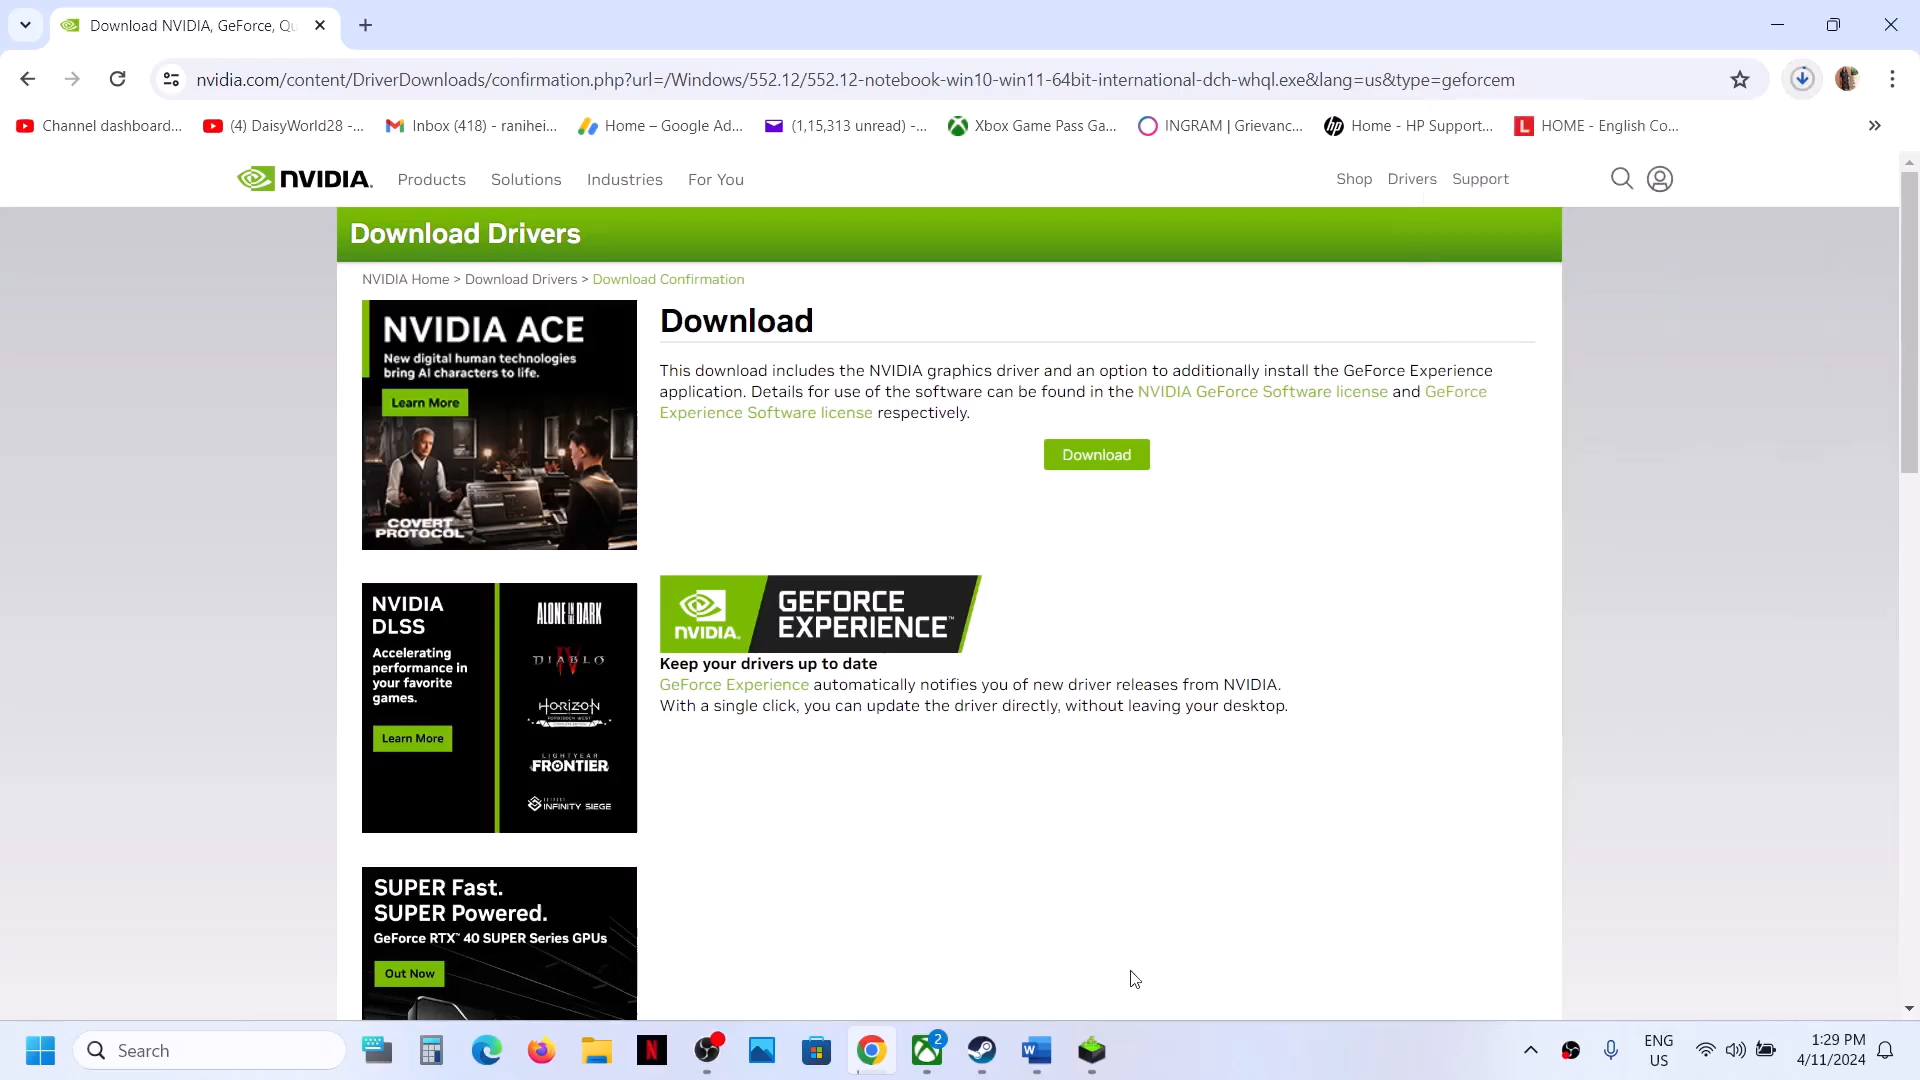 Download NVIDIA, GeForce, Qu
nvidia.com/content/DriverDownloads/confirmation.php?url=/Windows/552.12/552.12-notebook-win10-win11-64bit-international-dch-whql.exe&lang=us&type=geforcem
Channel dashboard... (4) DaisyWorld28 -... Inbox (418) - ranihei... Home – Google Ad... (1,15,313 unread) -... Xbox Game Pass Ga... INGRAM | Grievanc... Home - HP Support... HOME - English Co...
NVIDIA. Products Solutions Industries For You Shop Drivers Support
Download Drivers
NVIDIA Home > Download Drivers > Download Confirmation
NVIDIA ACE
New digital human technologies
bring AI characters to life.
Learn More
COVERT
PROTOCOL
Download
This download includes the NVIDIA graphics driver and an option to additionally install the GeForce Experience
application. Details for use of the software can be found in the NVIDIA GeForce Software license and GeForce
Experience Software license respectively.
Download
NVIDIA
DLSS
Accelerating
performance in
your favorite
games.
Learn More
ALONE IN THE DARK
DIABLO IV
HORIZON
FORBIDDEN WEST
LIGHTYEAR
FRONTIER
INFINITY SIEGE
NVIDIA.
GEFORCE
EXPERIENCE™
Keep your drivers up to date
GeForce Experience automatically notifies you of new driver releases from NVIDIA.
With a single click, you can update the driver directly, without leaving your desktop.
SUPER Fast.
SUPER Powered.
GeForce RTX™ 40 SUPER Series GPUs
Out Now
Search
2
ENG
US
1:29 PM
4/11/2024